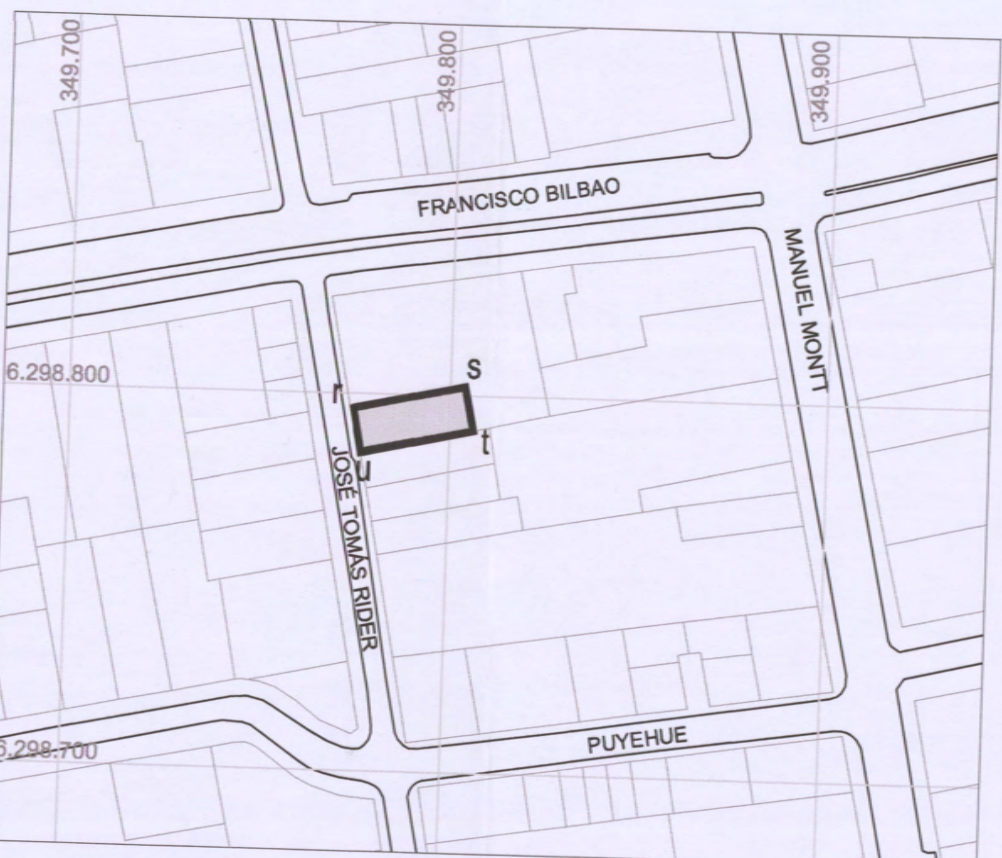 349.700
349.800
349.900
FRANCISCO BILBAO
MANUEL MONTT
6.298.800
r
s
t
u
JOSÉ TOMÁS RIDER
6.298.700
PUYEHUE